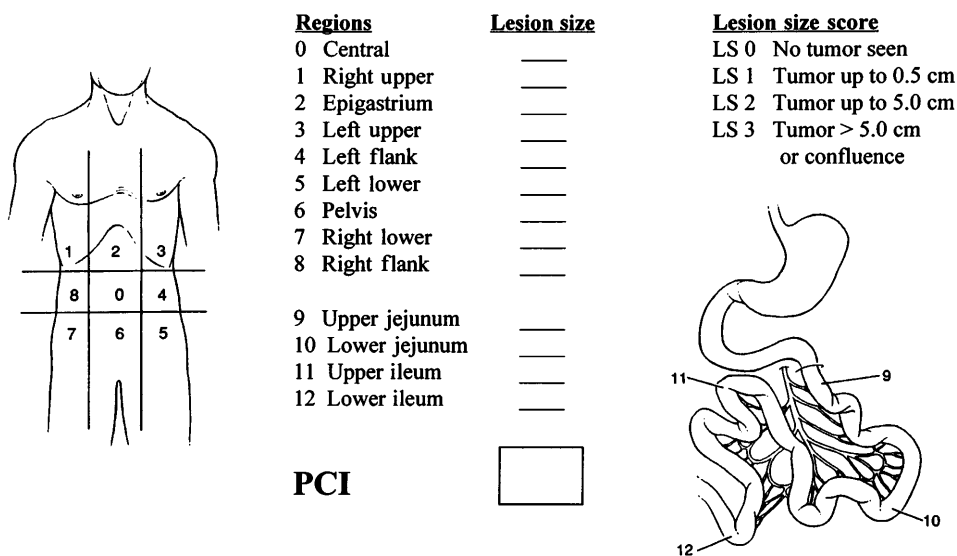 Regions
0 Central
1 Right upper
2 Epigastrium
3 Left upper
4 Left flank
5 Left lower
6 Pelvis
7 Right lower
8 Right flank
9 Upper jejunum
10 Lower jejunum
11 Upper ileum
12 Lower ileum
PCI
Lesion size
Lesion size score
LS 0 No tumor seen
LS 1 Tumor up to 0.5 cm
LS 2 Tumor up to 5.0 cm
LS 3 Tumor > 5.0 cm
or confluence
1 2 3
8 0 4
7 6 5
11
9
10
12